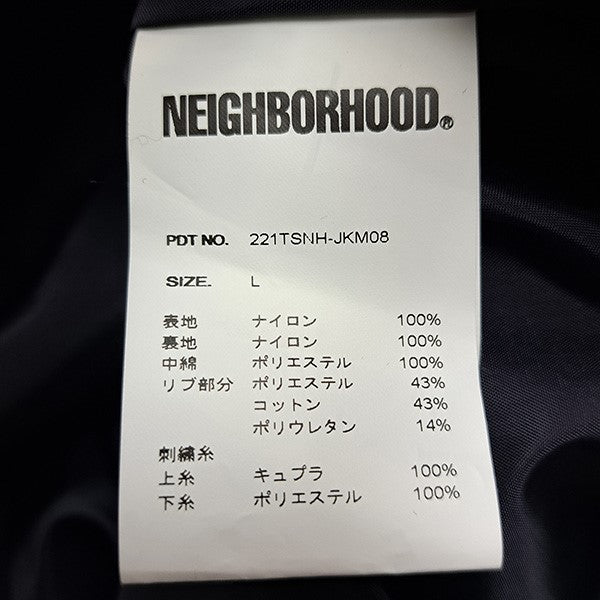 NEIGHBORHOOD®
PDT NO. 221TSNH-JKM08
SIZE. L
表地 ナイロン 100%
裏地 ナイロン 100%
中綿 ポリエステル 100%
リブ部分 ポリエステル 43%
コットン 43%
ポリウレタン 14%
刺繍糸
上糸 キュプラ 100%
下糸 ポリエステル 100%